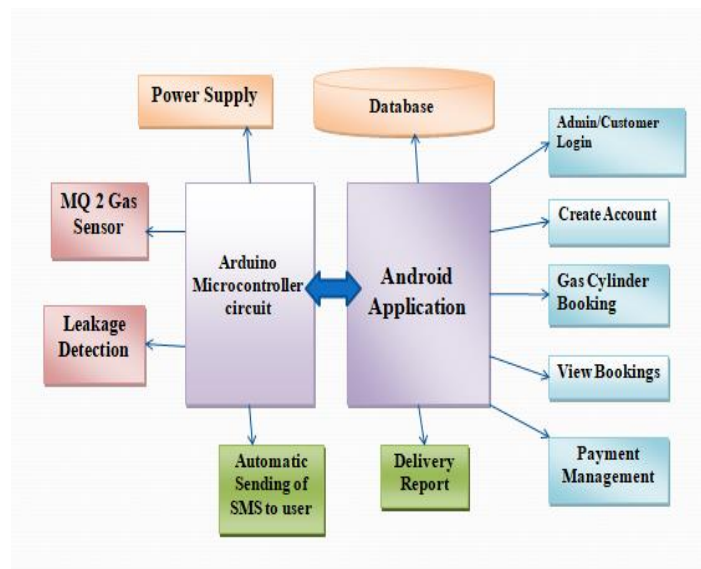 Power Supply
Database
Admin/Customer
Login
MQ 2 Gas
Sensor
Create Account
Arduino
Microcontroller
circuit
Android
Application
Gas Cylinder
Booking
Leakage
Detection
View Bookings
Automatic
Sending of
SMS to user
Delivery
Report
Payment
Management